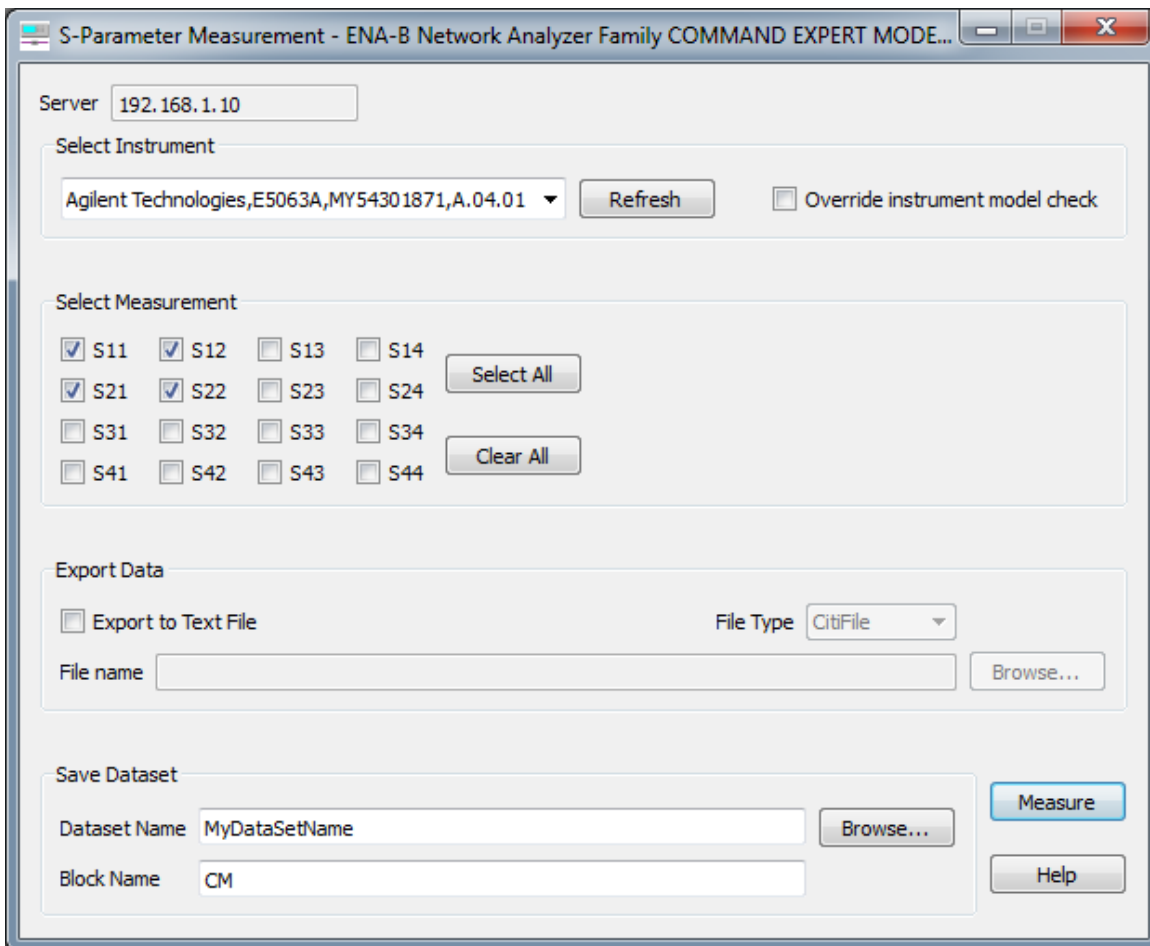 S-Parameter Measurement - ENA-B Network Analyzer Family COMMAND EXPERT MODE...
Server 192.168.1.10
Select Instrument
Agilent Technologies,E5063A,MY54301871,A.04.01 Refresh Override instrument model check
Select Measurement
S11 S12 S13 S14
Select All
S21 S22 S23 S24
S31 S32 S33 S34
Clear All
S41 S42 S43 S44
Export Data
Export to Text File File Type CitiFile
File name Browse...
Save Dataset
Measure
Dataset Name MyDataSetName Browse...
Block Name CM Help